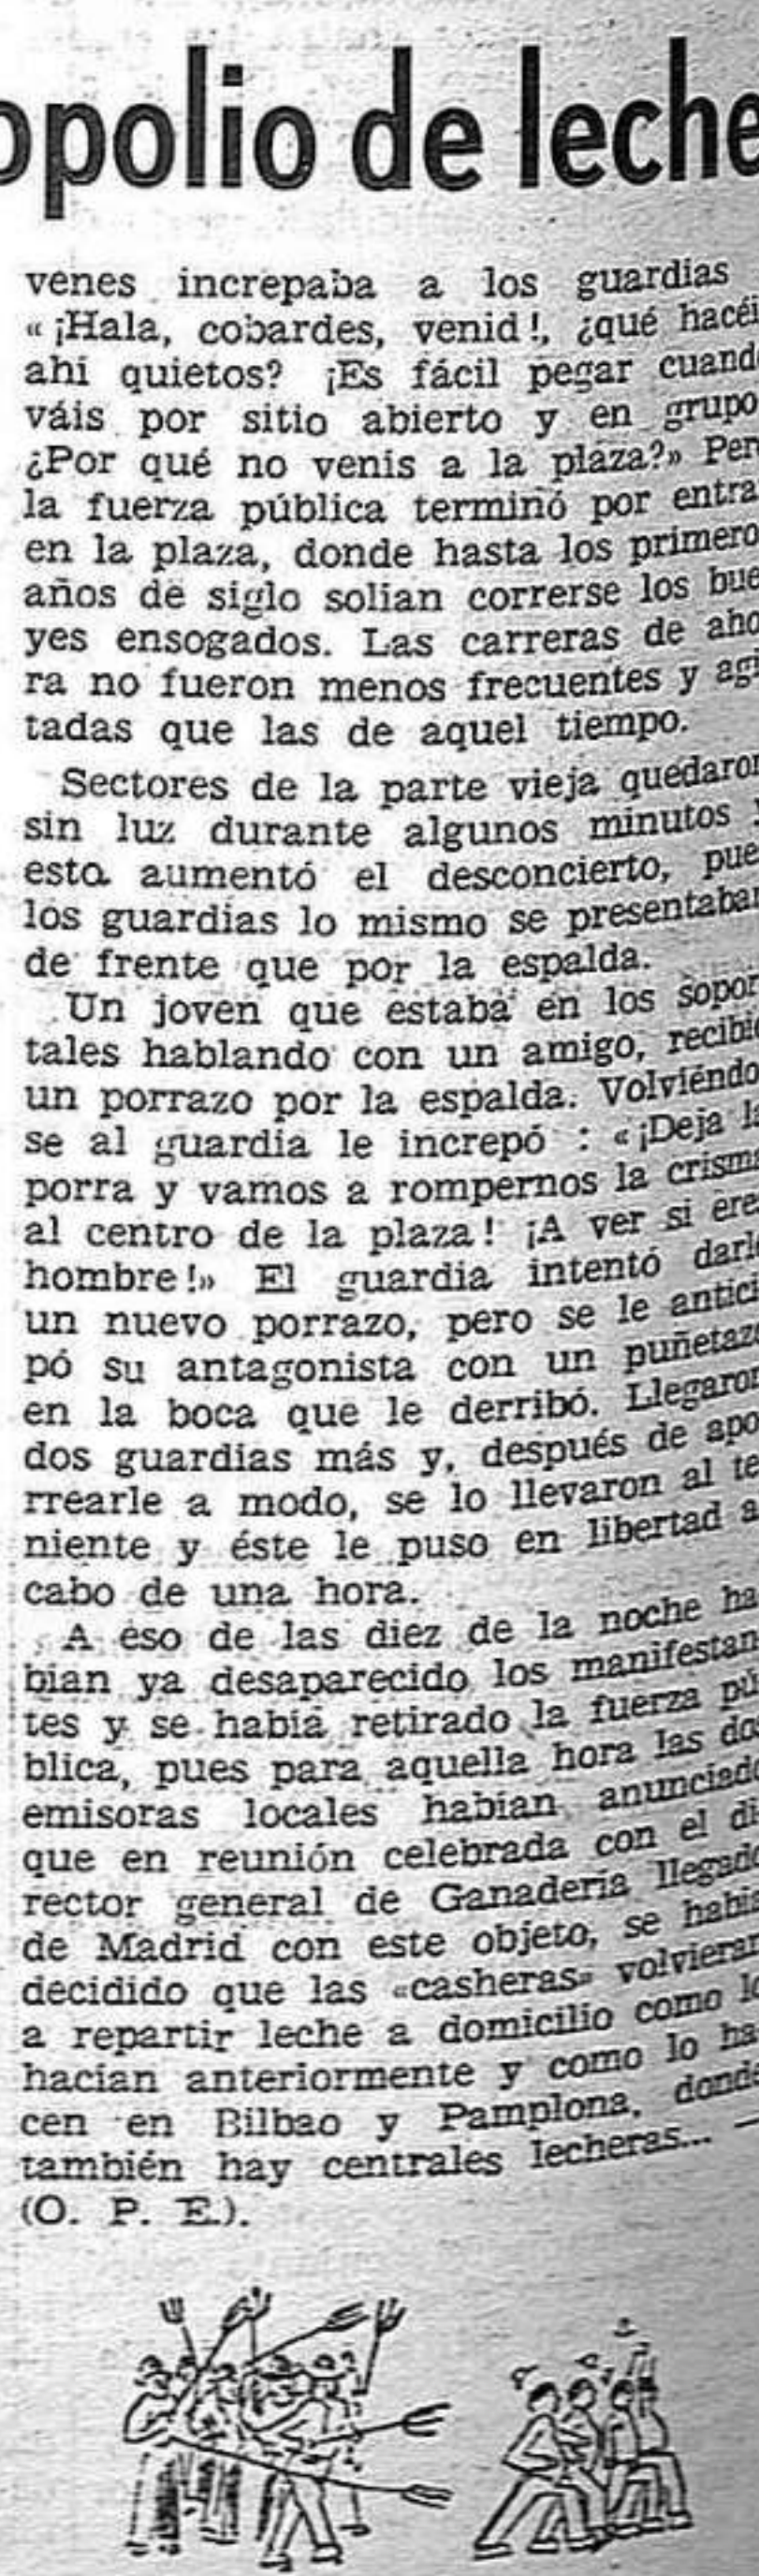 opolio de leche
venes increpaba a los guardias
«¡Hala, cobardes, venid!, ¿qué hacéi
ahi quietos? ¡Es fácil pegar cuand
váis por sitio abierto y en grupo
¿Por qué no venis a la plaza?» Per
la fuerza pública terminó por entra
en la plaza, donde hasta los primero
años de siglo solian correrse los bue
yes ensogados. Las carreras de aho
ra no fueron menos frecuentes y agi
tadas que las de aquel tiempo.
Sectores de la parte vieja quedaron
sin luz durante algunos minutos y
esto aumentó el desconcierto, pue
los guardias lo mismo se presentaban
de frente que por la espalda.
Un joven que estaba en los sopor
tales hablando con un amigo, recibió
un porrazo por la espalda. Volviéndo
se al guardia le increpó : «¡Deja la
porra y vamos a rompernos la crisma
al centro de la plaza! ¡A ver si ere
hombre!» El guardia intentó darle
un nuevo porrazo, pero se le antici
pó su antagonista con un puñetazo
en la boca que le derribó. Llegaron
dos guardias más y, después de apo
rrearle a modo, se lo llevaron al te
niente y éste le puso en libertad a
cabo de una hora.
A eso de las diez de la noche ha
bian ya desaparecido los manifestan
tes y se había retirado la fuerza pú
blica, pues para aquella hora las dos
emisoras locales habian anunciado
que en reunión celebrada con el di
rector general de Ganadería llegado
de Madrid con este objeto, se habia
decidido que las «casheras» volvieran
a repartir leche a domicilio como lo
hacian anteriormente y como lo ha
cen en Bilbao y Pamplona, donde
también hay centrales lecheras... —
(O. P. E.).